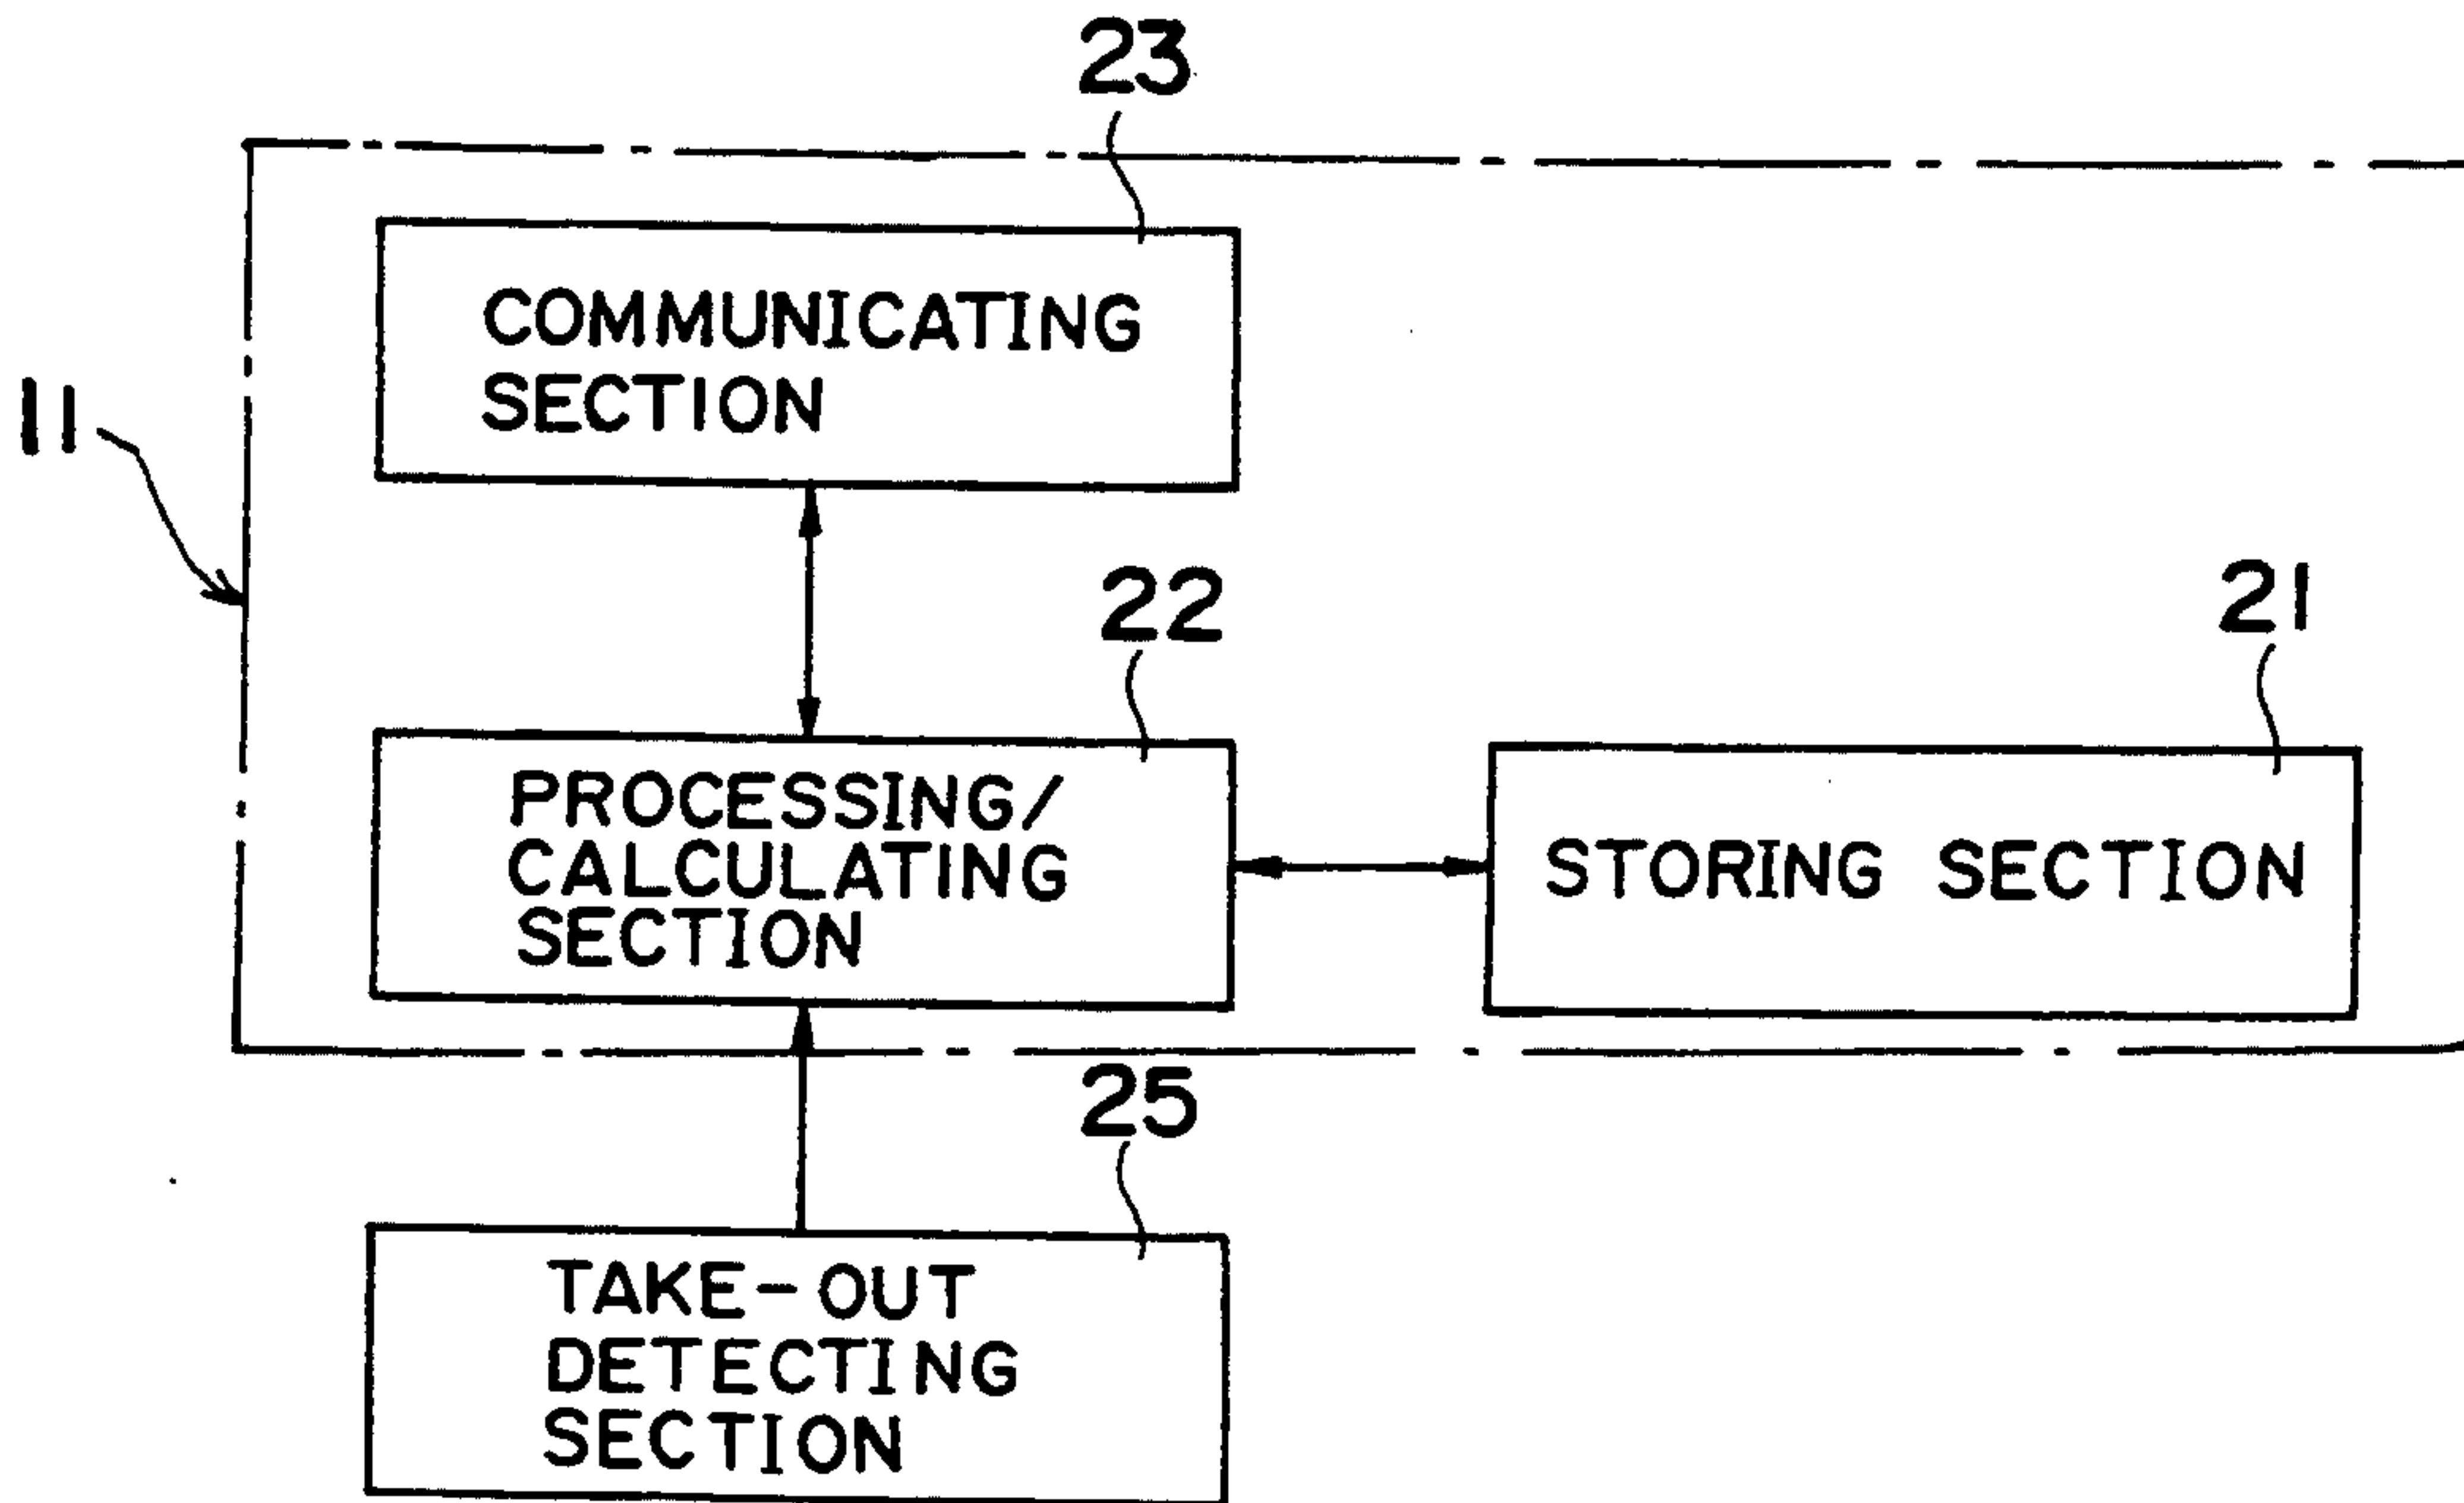 23
COMMUNICATING
SECTION
11
22
21
PROCESSING/
CALCULATING
SECTION
STORING SECTION
25
TAKE-OUT
DETECTING
SECTION